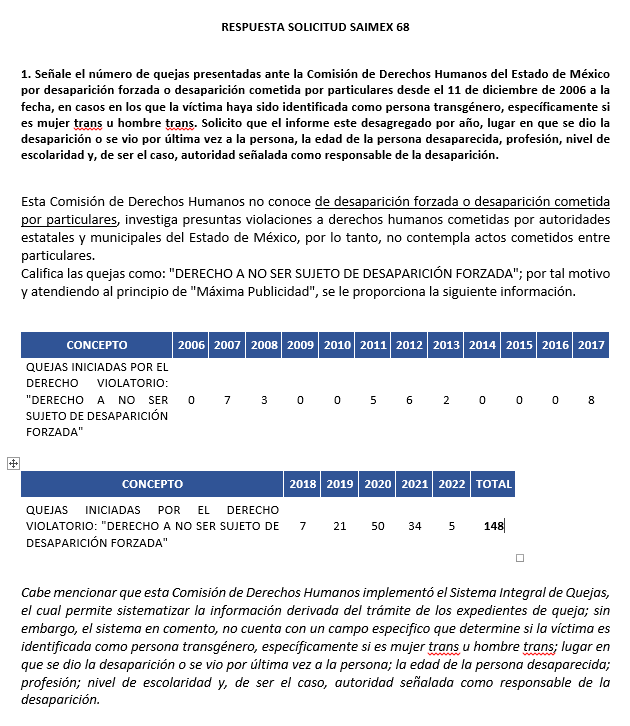 RESPUESTA SOLICITUD SAIMEX 68
1. Señale el número de quejas presentadas ante la Comisión de Derechos Humanos del Estado de México
por desaparición forzada o desaparición cometida por particulares desde el 11 de diciembre de 2006 a la
fecha, en casos en los que la víctima haya sido identificada como persona transgénero, específicamente si
es mujer trans u hombre trans. Solicito que el informe este desagregado por año, lugar en que se dio la
desaparición o se vio por última vez a la persona, la edad de la persona desaparecida, profesión, nivel de
escolaridad y, de ser el caso, autoridad señalada como responsable de la desaparición.
Esta Comisión de Derechos Humanos no conoce de desaparición forzada o desaparición cometida
por particulares, investiga presuntas violaciones a derechos humanos cometidas por autoridades
estatales y municipales del Estado de México, por lo tanto, no contempla actos cometidos entre
particulares.
Califica las quejas como: "DERECHO A NO SER SUJETO DE DESAPARICIÓN FORZADA"; por tal motivo
y atendiendo al principio de "Máxima Publicidad", se le proporciona la siguiente información.
CONCEPTO 2006 2007 2008 2009 2010 2011 2012 2013 2014 2015 2016 2017
QUEJAS INICIADAS POR EL
DERECHO VIOLATORIO:
"DERECHO A NO SER 0 7 3 0 0 5 6 2 0 0 0 8
SUJETO DE DESAPARICIÓN
FORZADA"
CONCEPTO 2018 2019 2020 2021 2022 TOTAL
QUEJAS INICIADAS POR EL DERECHO
VIOLATORIO: "DERECHO A NO SER SUJETO DE 7 21 50 34 5 148
DESAPARICIÓN FORZADA"
Cabe mencionar que esta Comisión de Derechos Humanos implementó el Sistema Integral de Quejas,
el cual permite sistematizar la información derivada del trámite de los expedientes de queja; sin
embargo, el sistema en comento, no cuenta con un campo especifico que determine si la víctima es
identificada como persona transgénero, específicamente si es mujer trans u hombre trans; lugar en
que se dio la desaparición o se vio por última vez a la persona; la edad de la persona desaparecida;
profesión; nivel de escolaridad y, de ser el caso, autoridad señalada como responsable de la
desaparición.